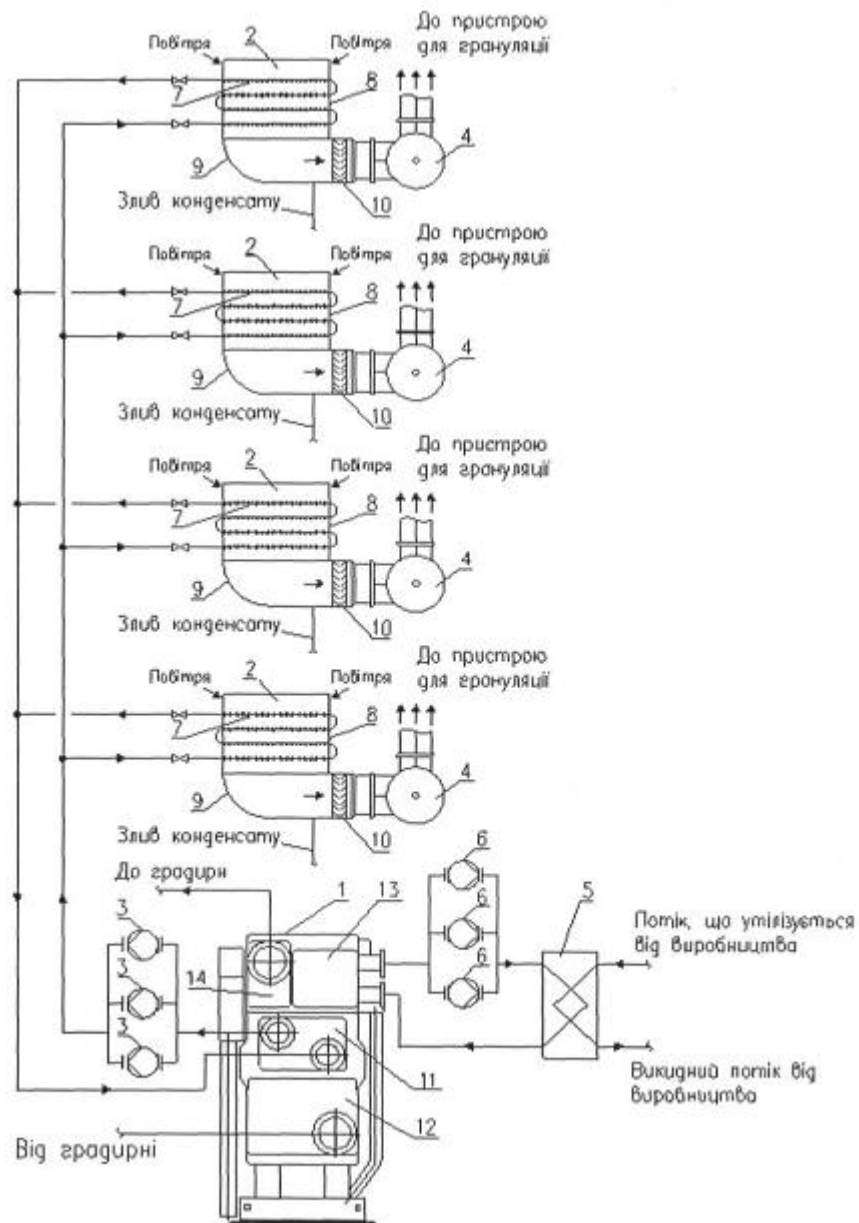 До пристрою
для грануляції
Повітря 2 Повітря
7 8 4
9
10
Злив конденсату
До пристрою
для грануляції
Повітря 2 Повітря
7 8 4
9
10
Злив конденсату
До пристрою
для грануляції
Повітря 2 Повітря
7 8 4
9
10
Злив конденсату
До пристрою
для грануляції
Повітря 2 Повітря
7 8 4
9
10
Злив конденсату
До градирн
6
1 13 5
3
Потік, що утилізується
від виробництва
6
14
3
6
3
11
Викидний потік від
виробництва
12
Від градирні